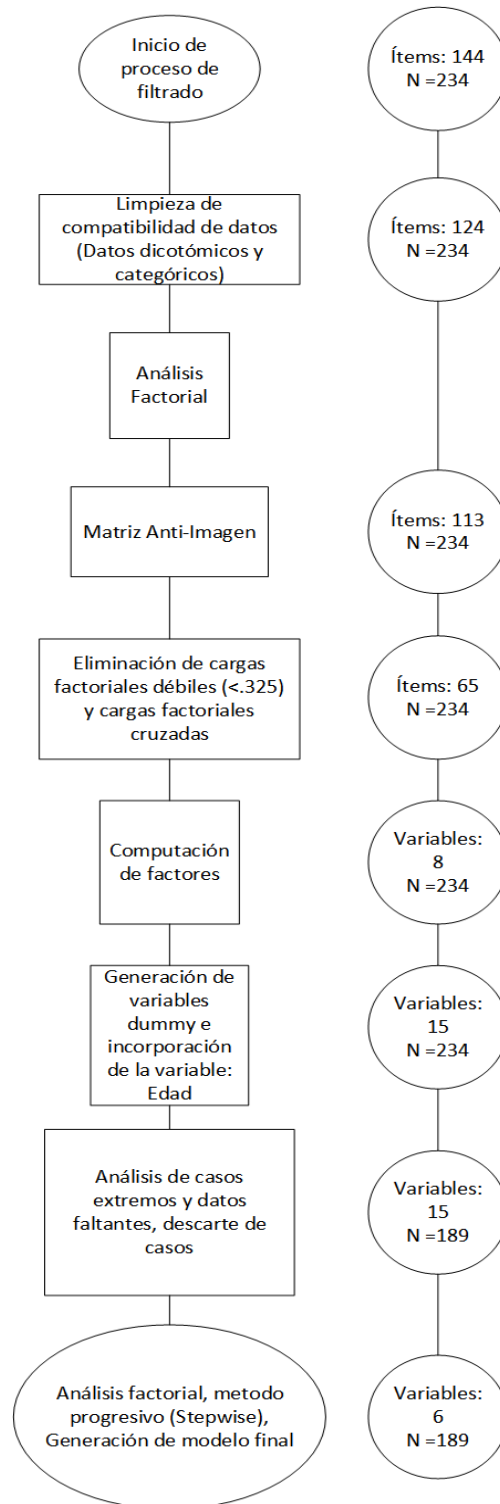 Inicio de
proceso de
filtrado
Ítems: 144
N =234
Limpieza de
compatibilidad de datos
(Datos dicotómicos y
categóricos)
Ítems: 124
N =234
Análisis
Factorial
Matriz Anti-Imagen
Ítems: 113
N =234
Eliminación de cargas
factoriales débiles (<.325)
y cargas factoriales
cruzadas
Ítems: 65
N =234
Computación
de factores
Variables:
8
N =234
Generación de
variables
dummy e
incorporación
de la variable:
Edad
Variables:
15
N =234
Análisis de casos
extremos y datos
faltantes, descarte de
casos
Variables:
15
N =189
Análisis factorial, metodo
progresivo (Stepwise),
Generación de modelo final
Variables:
6
N =189